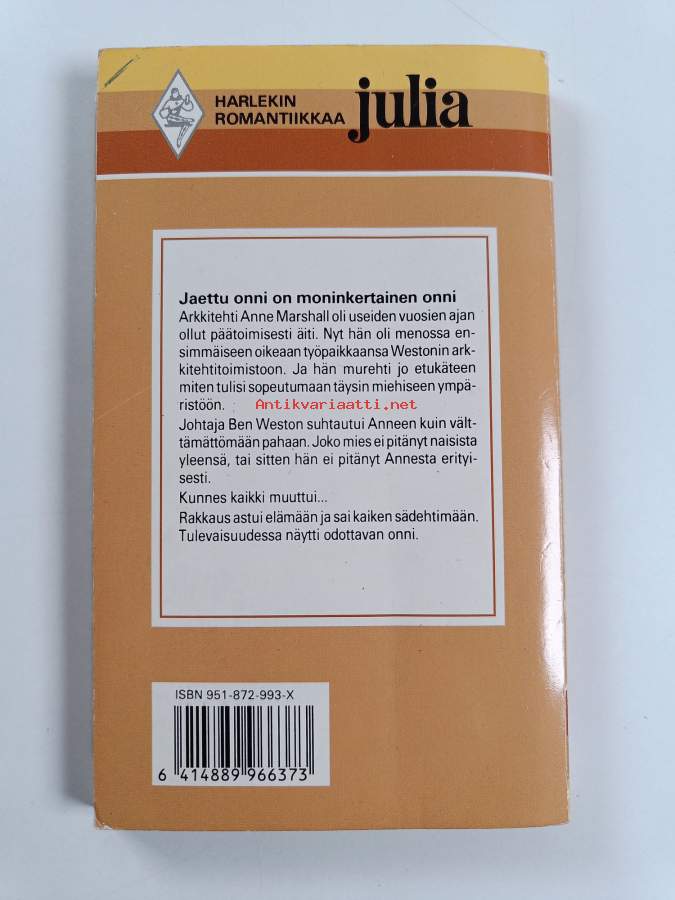 HARLEKIN
ROMANTIIKKAA
julia
Jaettu onni on moninkertainen onni
Arkkitehti Anne Marshall oli useiden vuosien ajan
ollut päätoimisesti äiti. Nyt hän oli menossa en-
simmäiseen oikeaan työpaikkaansa Westonin ark-
kitehtitoimistoon. Ja hän murehti jo etukäteen
miten tulisi sopeutumaan täysin miehiseen ympä-
ristöön.
Antikvariaatti.net
Johtaja Ben Weston suhtautui Anneen kuin vält-
tämättömään pahaan. Joko mies ei pitänyt naisista
yleensä, tai sitten hän ei pitänyt Annesta erityi-
sesti.
Kunnes kaikki muuttui...
Rakkaus astui elämään ja sai kaiken sädehtimään.
Tulevaisuudessa näytti odottavan onni.
ISBN 951-872-993-X
6 414889 966373